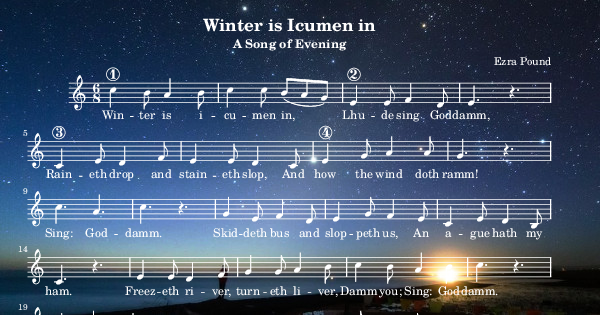 Winter is Icumen in
A Song of Evening
Ezra Pound
① ②
6
8
Win - ter is i - cu - men in, Lhu - de sing Goddamm,
5 ③ ④
Rain - eth drop and stain - eth slop, And how the wind doth ramm!
9
Sing: God - damm. Skid-deth bus and slop - peth us, An a - gue hath my
14
ham. Freez-eth ri - ver, turn - eth li - ver, Damm you; Sing: Goddamm.
19